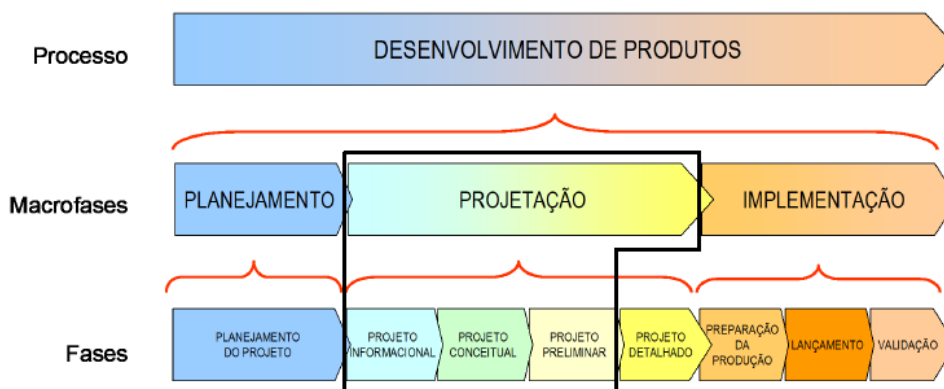 Processo
DESENVOLVIMENTO DE PRODUTOS
Macrofases
PLANEJAMENTO
PROJETAÇÃO
IMPLEMENTAÇÃO
Fases
PLANEJAMENTO
DO PROJETO
PROJETO
INFORMACIONAL
PROJETO
CONCEITUAL
PROJETO
PRELIMINAR
PROJETO
DETALHADO
PREPARAÇÃO
DA
PRODUÇÃO
LANÇAMENTO
VALIDAÇÃO